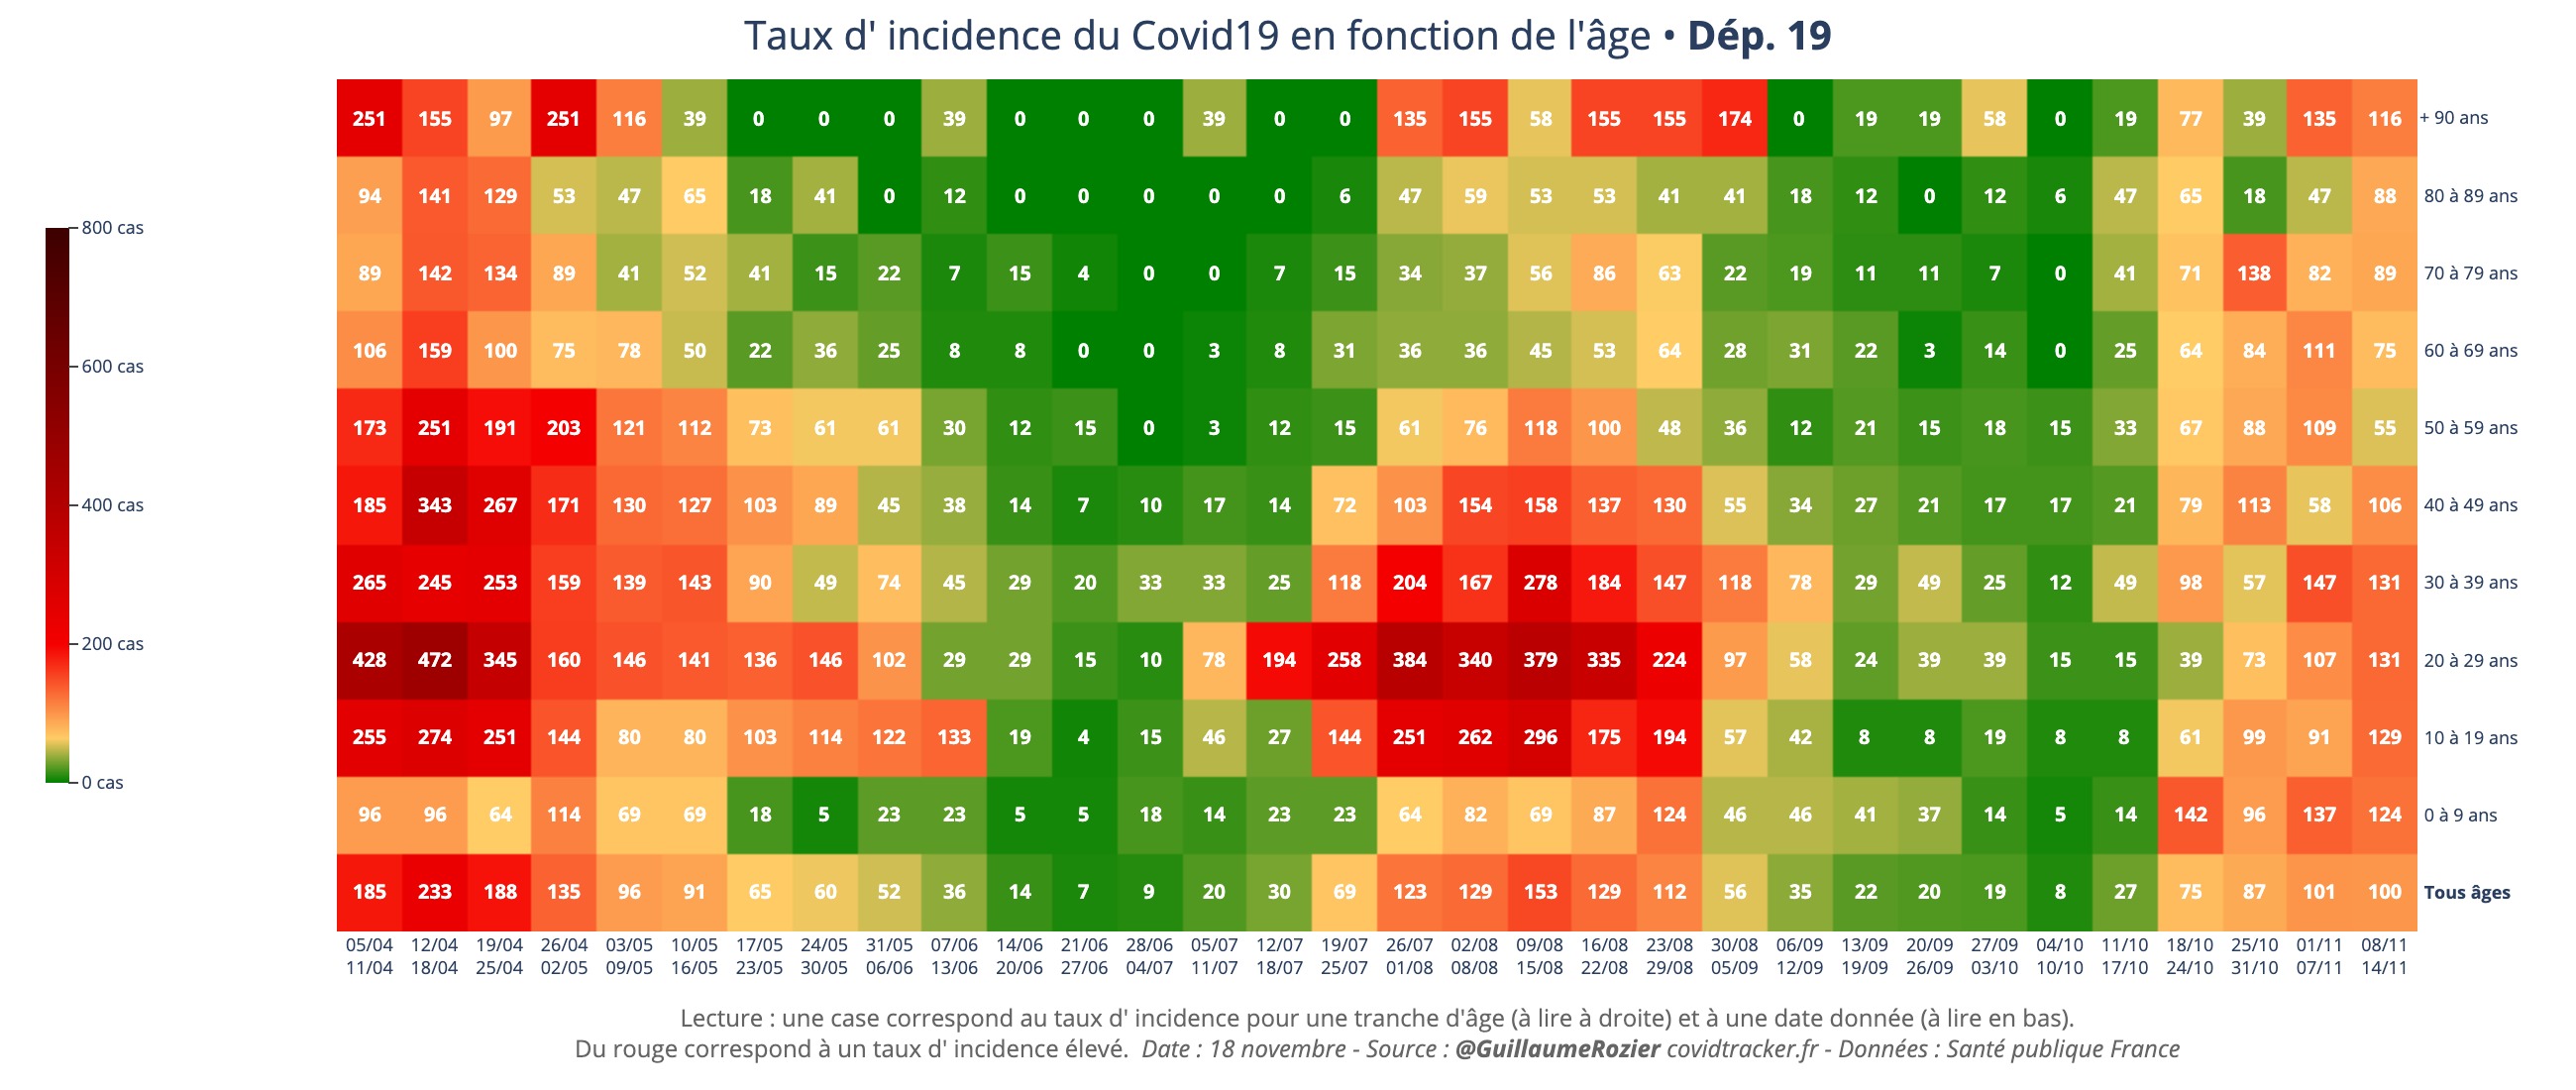 Taux d' incidence du Covid19 en fonction de l'âge • Dép. 19
251 155 97 251 116 39 0 0 0 39 0 0 0 39 0 0 135 155 58 155 155 174 0 19 19 58 0 19 77 39 135 116 + 90 ans
94 141 129 53 47 65 18 41 0 12 0 0 0 0 0 6 47 59 53 53 41 41 18 12 0 12 6 47 65 18 47 88 80 à 89 ans
800 cas
89 142 134 89 41 52 41 15 22 7 15 4 0 0 7 15 34 37 56 86 63 22 19 11 11 7 0 41 71 138 82 89 70 à 79 ans
106 159 100 75 78 50 22 36 25 8 8 0 0 3 8 31 36 36 45 53 64 28 31 22 3 14 0 25 64 84 111 75 60 à 69 ans
600 cas
173 251 191 203 121 112 73 61 61 30 12 15 0 3 12 15 61 76 118 100 48 36 12 21 15 18 15 33 67 88 109 55 50 à 59 ans
400 cas
185 343 267 171 130 127 103 89 45 38 14 7 10 17 14 72 103 154 158 137 130 55 34 27 21 17 17 21 79 113 58 106 40 à 49 ans
265 245 253 159 139 143 90 49 74 45 29 20 33 33 25 118 204 167 278 184 147 118 78 29 49 25 12 49 98 57 147 131 30 à 39 ans
200 cas
428 472 345 160 146 141 136 146 102 29 29 15 10 78 194 258 384 340 379 335 224 97 58 24 39 39 15 15 39 73 107 131 20 à 29 ans
255 274 251 144 80 80 103 114 122 133 19 4 15 46 27 144 251 262 296 175 194 57 42 8 8 19 8 8 61 99 91 129 10 à 19 ans
0 cas
96 96 64 114 69 69 18 5 23 23 5 5 18 14 23 23 64 82 69 87 124 46 46 41 37 14 5 14 142 96 137 124 0 à 9 ans
185 233 188 135 96 91 65 60 52 36 14 7 9 20 30 69 123 129 153 129 112 56 35 22 20 19 8 27 75 87 101 100 Tous âges
05/04 12/04 19/04 26/04 03/05 10/05 17/05 24/05 31/05 07/06 14/06 21/06 28/06 05/07 12/07 19/07 26/07 02/08 09/08 16/08 23/08 30/08 06/09 13/09 20/09 27/09 04/10 11/10 18/10 25/10 01/11 08/11
11/04 18/04 25/04 02/05 09/05 16/05 23/05 30/05 06/06 13/06 20/06 27/06 04/07 11/07 18/07 25/07 01/08 08/08 15/08 22/08 29/08 05/09 12/09 19/09 26/09 03/10 10/10 17/10 24/10 31/10 07/11 14/11
Lecture : une case correspond au taux d' incidence pour une tranche d'âge (à lire à droite) et à une date donnée (à lire en bas).
Du rouge correspond à un taux d' incidence élevé. Date : 18 novembre - Source : @GuillaumeRozier covidtracker.fr - Données : Santé publique France